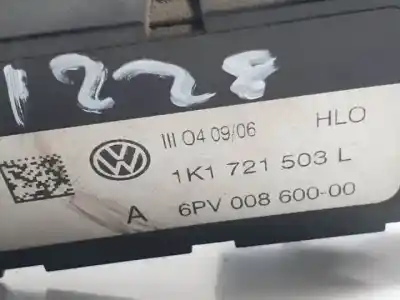 1228
III 04 09/06 HLO
1K1 721 503 L
A 6PV 008 600-00